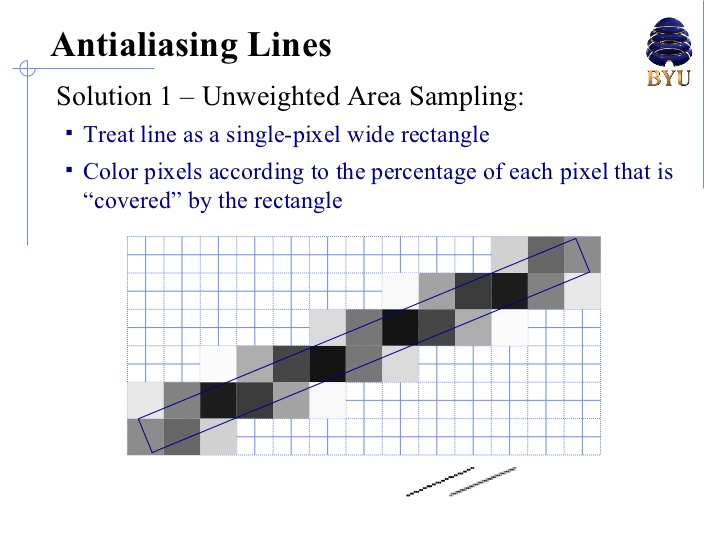 Antialiasing Lines
BYU
Solution 1 – Unweighted Area Sampling:
▪ Treat line as a single-pixel wide rectangle
▪ Color pixels according to the percentage of each pixel that is
“covered” by the rectangle